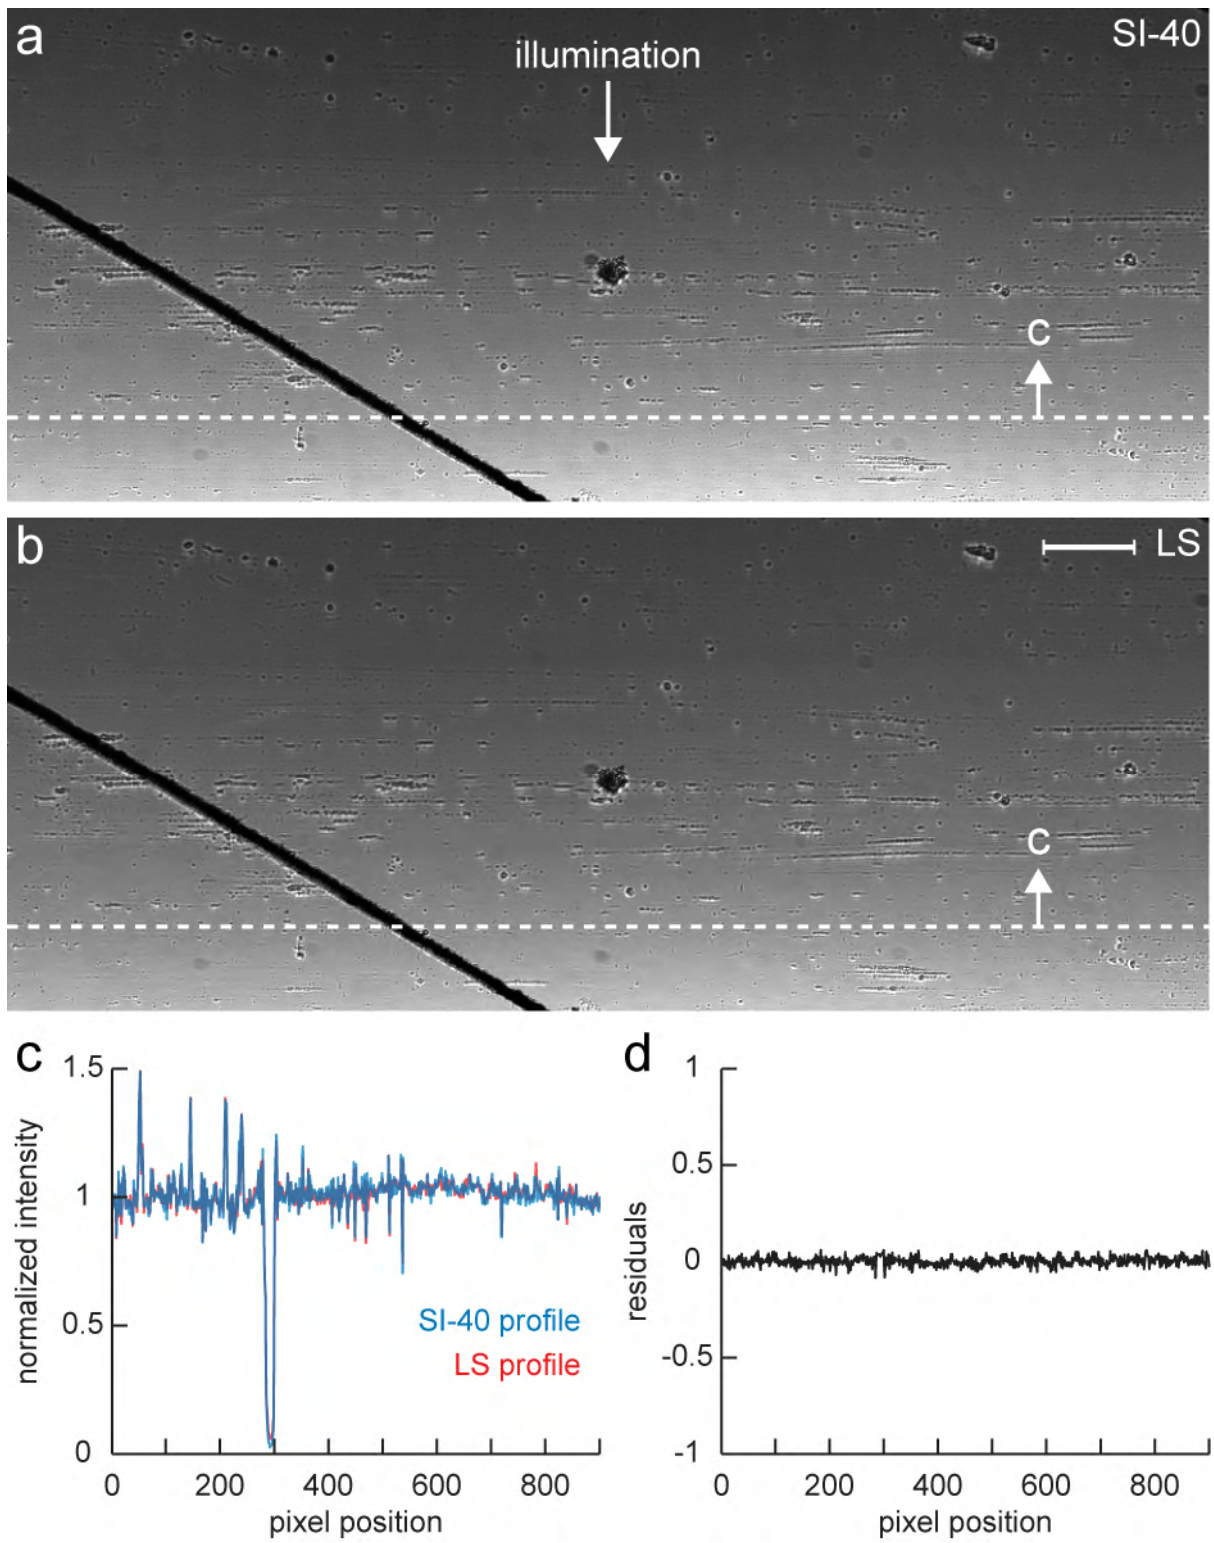 a
SI-40
illumination
c
b
LS
c
c
1.5
1
0.5
0
normalized intensity
SI-40 profile
LS profile
0 200 400 600 800
pixel position
d
1
0.5
0
-0.5
-1
residuals
0 200 400 600 800
pixel position